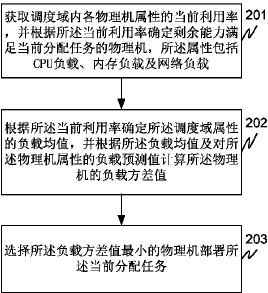 获取调度域内各物理机属性的当前利用率
，并根据所述当前利用率确定剩余能力满
足当前分配任务的物理机，所述属性包括
CPU负载、内存负载及网络负载
201
根据所述当前利用率确定所述调度域属性
的负载均值，并根据所述负载均值及对所
述物理机属性的负载预测值计算所述物理
机的负载方差值
202
选择所述负载方差值最小的物理机部署所
述当前分配任务
203